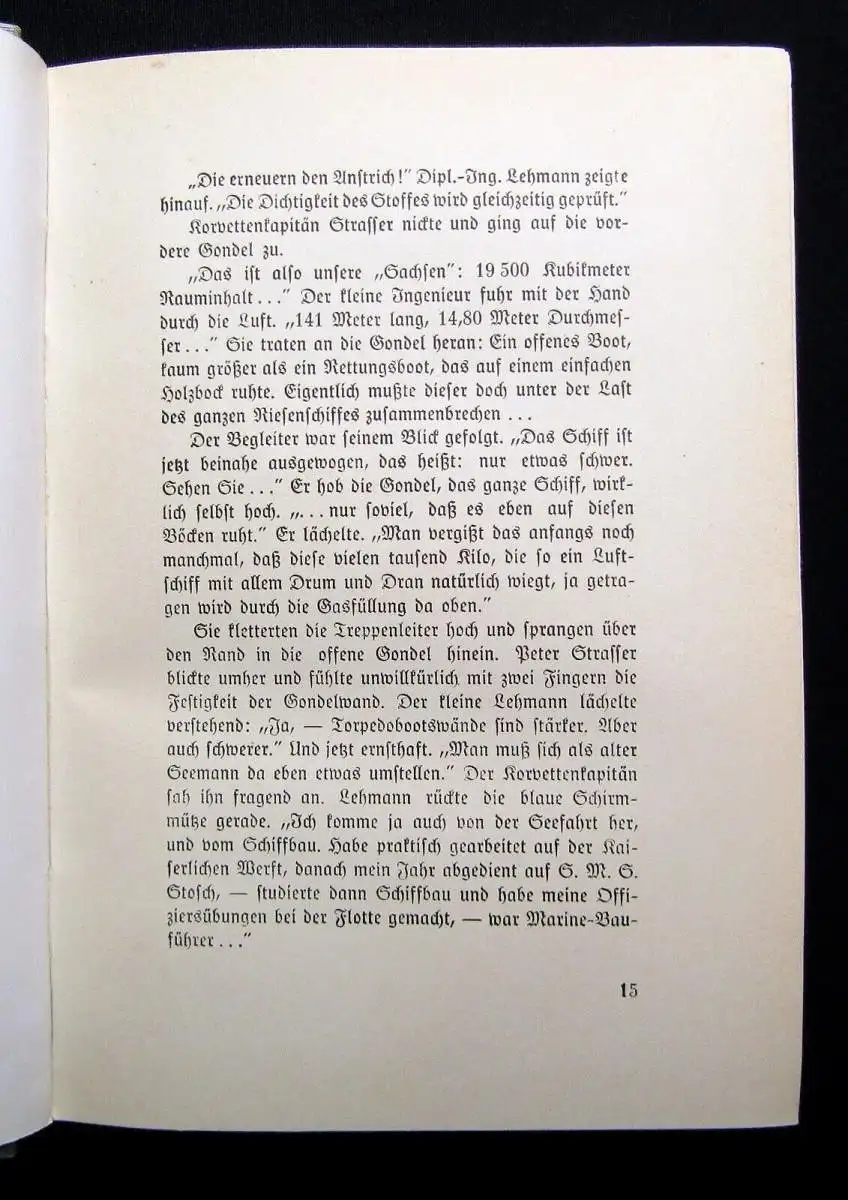 „Die erneuern den Anſtrich!" Dipl.-Ing. Lehmann zeigte
hinauf. „Die Dichtigkeit des Stoffes wird gleichzeitig geprüft."
Korvettenkapitän Straſſer nickte und ging auf die vor-
dere Gondel zu.
„Das iſt alſo unſere „Sachſen": 19 500 Kubikmeter
Rauminhalt..." Der kleine Ingenieur fuhr mit der Hand
durch die Luft. „141 Meter lang, 14,80 Meter Durchmeſ-
ſer..." Sie traten an die Gondel heran: Ein offenes Boot,
kaum größer als ein Rettungsboot, das auf einem einfachen
Holzbock ruhte. Eigentlich mußte dieſer doch unter der Laſt
des ganzen Rieſenſchiffes zuſammenbrechen ...
Der Begleiter war ſeinem Blick gefolgt. „Das Schiff iſt
jetzt beinahe ausgewogen, das heißt: nur etwas ſchwer.
Sehen Sie..." Er hob die Gondel, das ganze Schiff, wirk-
lich ſelbſt hoch. „... nur ſoviel, daß es eben auf dieſen
Böcken ruht." Er lächelte. „Man vergißt das anfangs noch
manchmal, daß dieſe vielen tauſend Kilo, die ſo ein Luft-
ſchiff mit allem Drum und Dran natürlich wiegt, ja getra-
gen wird durch die Gasfüllung da oben."
Sie kletterten die Treppenleiter hoch und ſprangen über
den Rand in die offene Gondel hinein. Peter Straſſer
blickte umher und fühlte unwillkürlich mit zwei Fingern die
Feſtigkeit der Gondelwand. Der kleine Lehmann lächelte
verſtehend: „Ja, — Torpedobootswände ſind ſtärker. Aber
auch ſchwerer." Und jetzt ernſthaft. „Man muß ſich als alter
Seemann da eben etwas umſtellen." Der Korvettenkapitän
ſah ihn fragend an. Lehmann rückte die blaue Schirm-
mütze gerade. „Ich komme ja auch von der Seefahrt her,
und vom Schiffbau. Habe praktiſch gearbeitet auf der Kai-
ſerlichen Werft, danach mein Jahr abgedient auf S. M. S.
Stoſch, — ſtudierte dann Schiffbau und habe meine Offi-
ziersübungen bei der Flotte gemacht, — war Marine-Bau-
führer..."
15